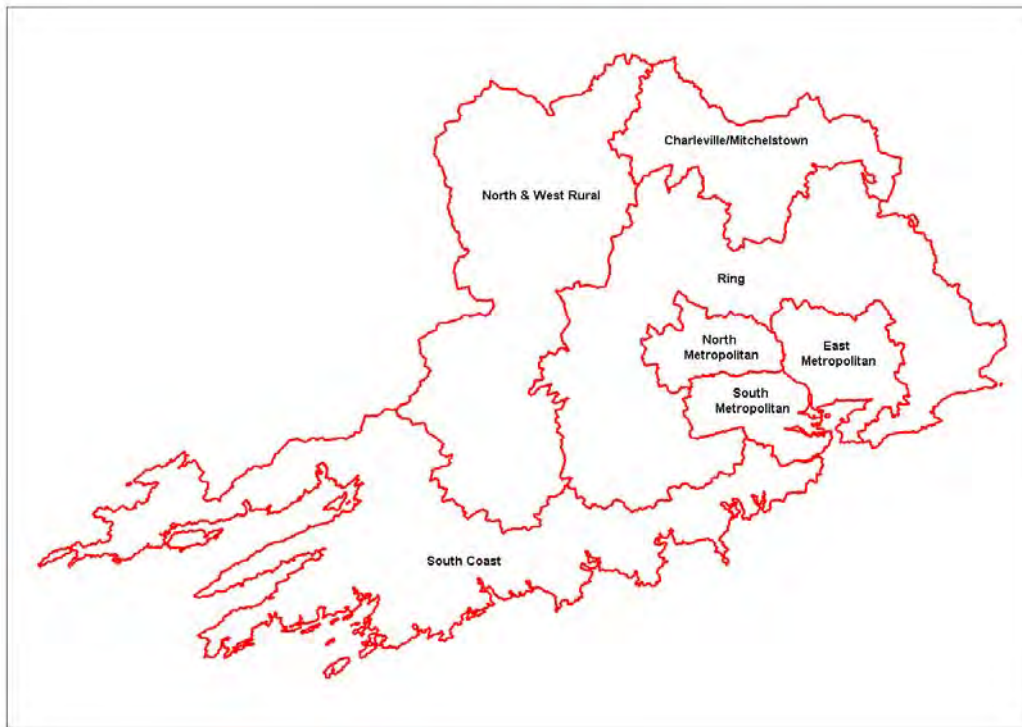 Charleville/Mitchelstown
North & West Rural
Ring
North
Metropolitan
East
Metropolitan
South
Metropolitan
South Coast